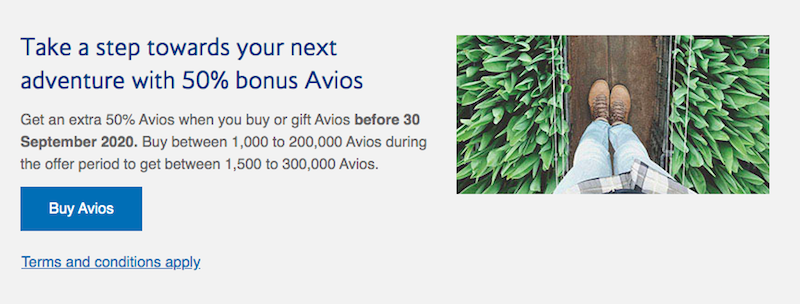 Take a step towards your next
adventure with 50% bonus Avios
Get an extra 50% Avios when you buy or gift Avios before 30
September 2020. Buy between 1,000 to 200,000 Avios during
the offer period to get between 1,500 to 300,000 Avios.
Buy Avios
Terms and conditions apply